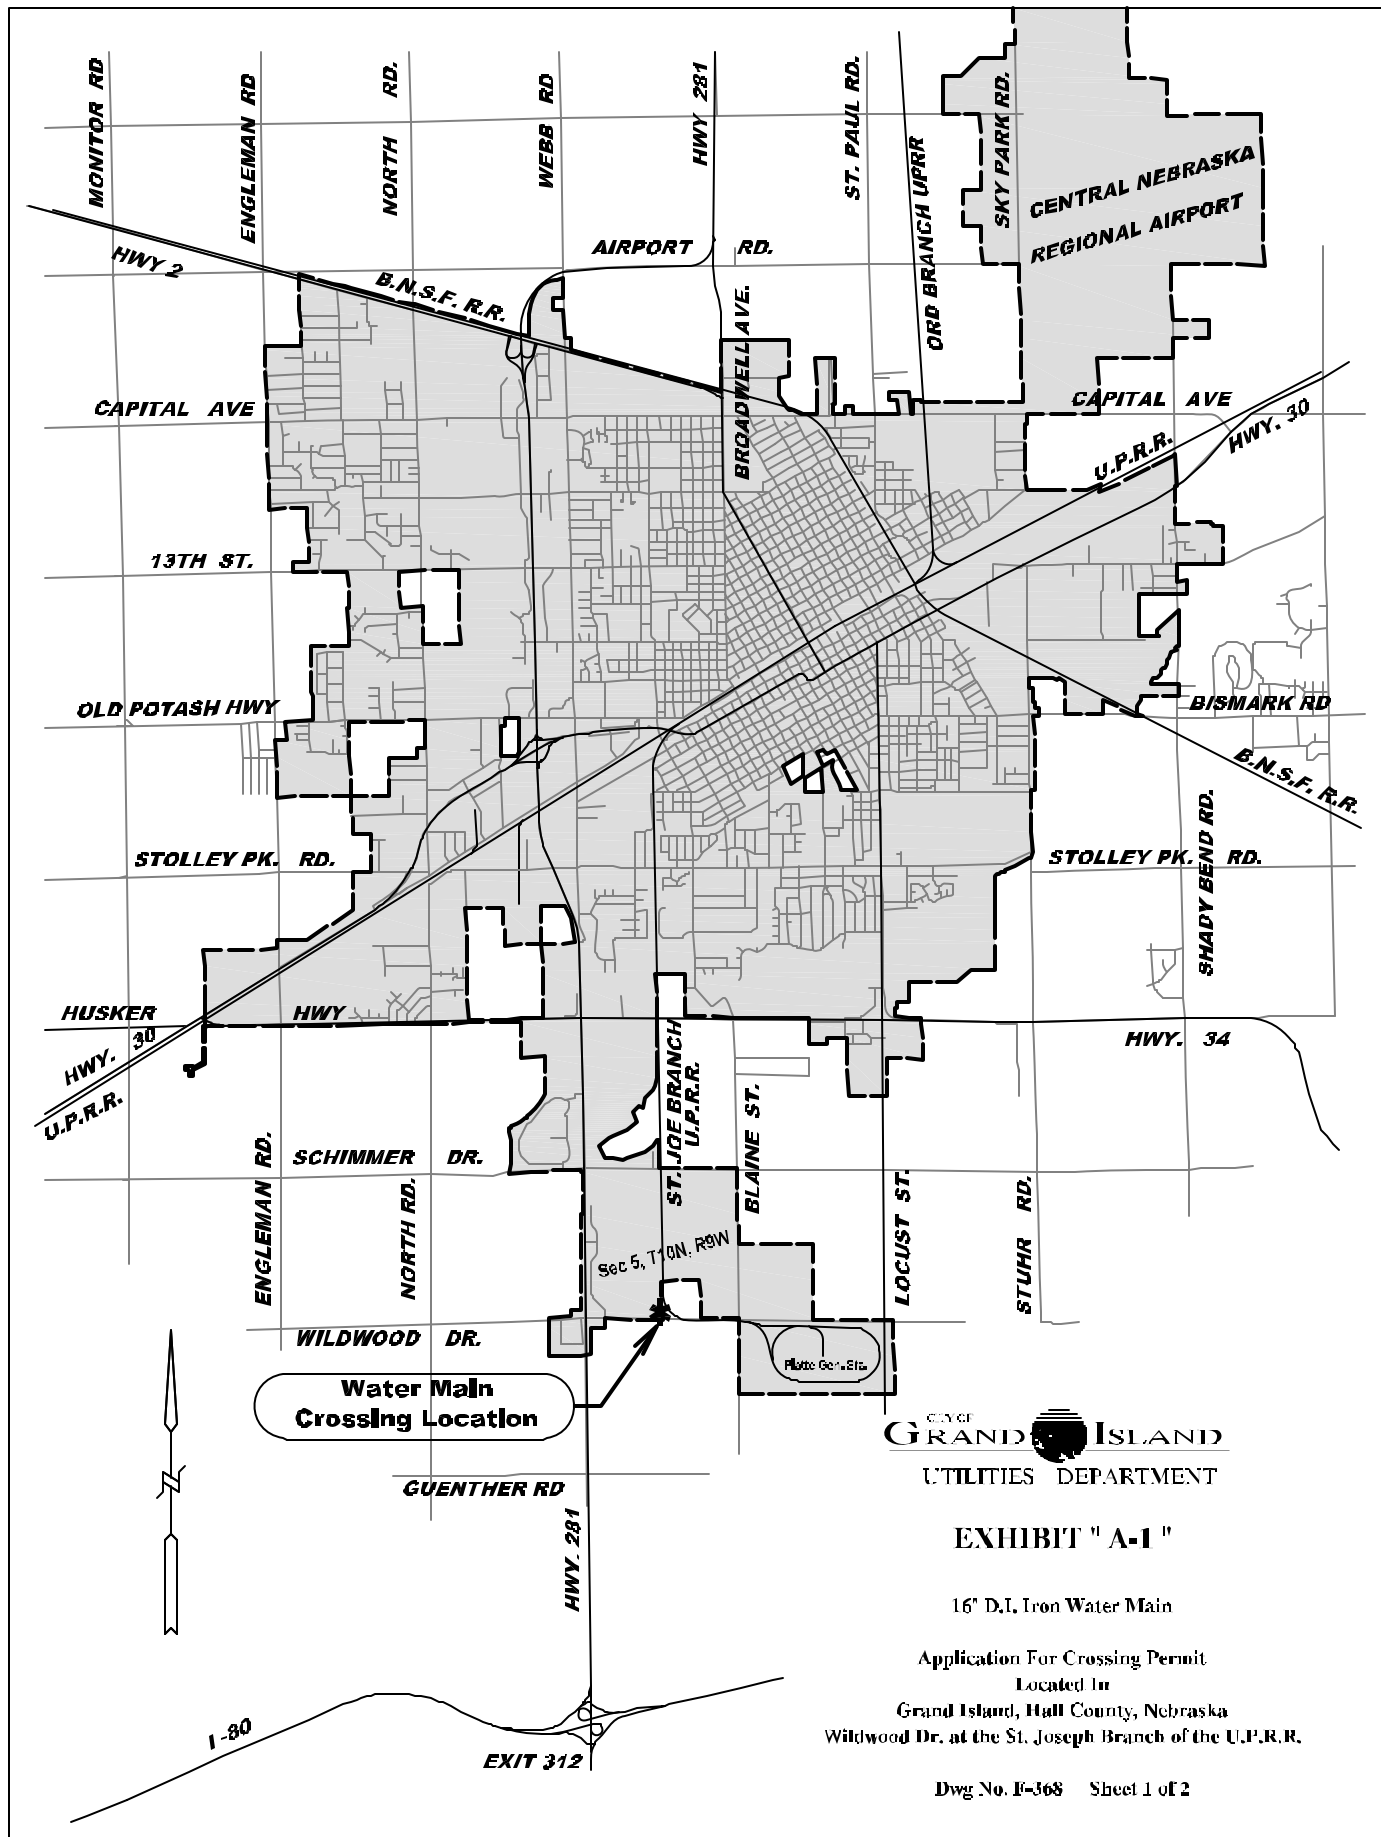 MONITOR RD
ENGLEMAN RD
NORTH RD.
WEBB RD
HWY 281
ST. PAUL RD.
ORD BRANCH UPRR
SKY PARK RD.
CENTRAL NEBRASKA
REGIONAL AIRPORT
HWY 2
B.N.S.F. R.R.
AIRPORT RD.
BROADWELL AVE.
CAPITAL AVE
CAPITAL AVE
U.P.R.R.
HWY. 30
13TH ST.
OLD POTASH HWY
BISMARK RD
B.N.S.F. R.R.
STOLLEY PK. RD.
STOLLEY PK. RD.
SHADY BEND RD.
HUSKER HWY
HWY. 30
U.P.R.R.
HWY. 34
ST. JOE BRANCH
U.P.R.R.
BLAINE ST.
ENGLEMAN RD.
SCHIMMER DR.
NORTH RD.
LOCUST ST.
STUHR RD.
Sec 5, T10N, R9W
WILDWOOD DR.
Platte Gen. Sta.
Water Main
Crossing Location
GUENTHER RD
HWY. 281
I-80
EXIT 312
CITY OF
GRAND ISLAND
UTILITIES DEPARTMENT
EXHIBIT " A-1 "
16" D.I. Iron Water Main
Application For Crossing Permit
Located In
Grand Island, Hall County, Nebraska
Wildwood Dr. at the St. Joseph Branch of the U.P.R.R.
Dwg No. F-368 Sheet 1 of 2